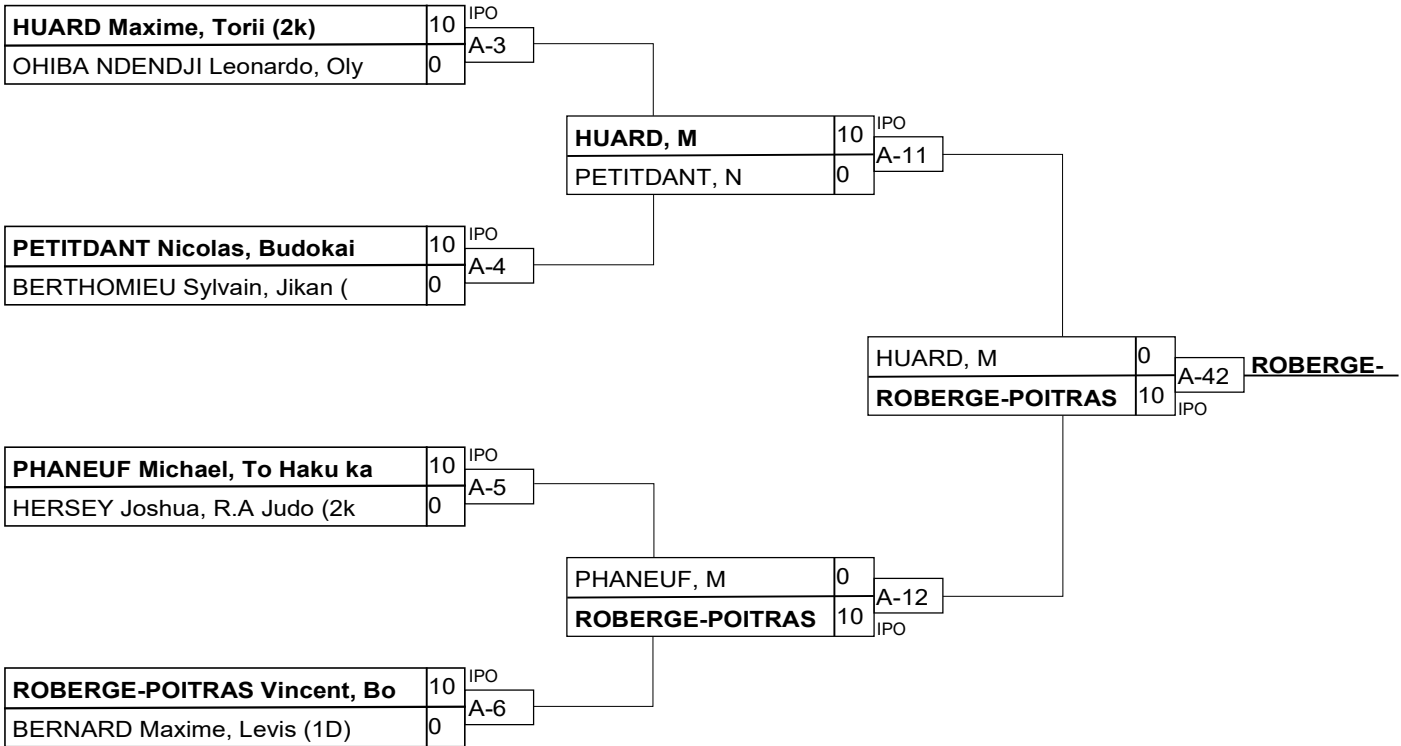 HUARD Maxime, Torii (2k) 10 IPO
A-3
OHIBA NDENDJI Leonardo, Oly 0
HUARD, M 10 IPO
A-11
PETITDANT, N 0
PETITDANT Nicolas, Budokai 10 IPO
A-4
BERTHOMIEU Sylvain, Jikan ( 0
HUARD, M 0
A-42 ROBERGE-
ROBERGE-POITRAS 10 IPO
PHANEUF Michael, To Haku ka 10 IPO
A-5
HERSEY Joshua, R.A Judo (2k 0
PHANEUF, M 0
A-12
ROBERGE-POITRAS 10 IPO
ROBERGE-POITRAS Vincent, Bo 10 IPO
A-6
BERNARD Maxime, Levis (1D) 0